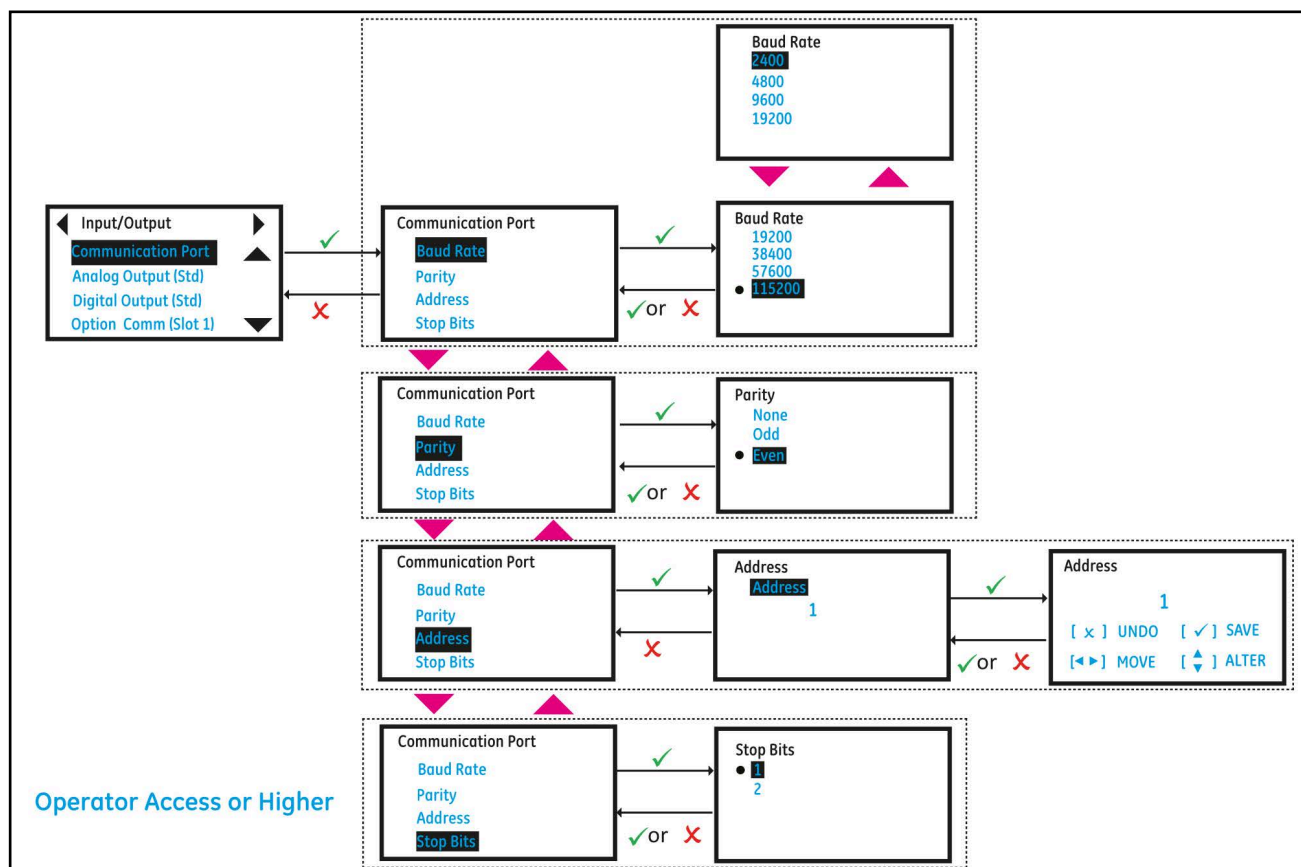 Baud Rate
2400
4800
9600
19200
Input/Output
Communication Port
Analog Output (Std)
Digital Output (Std)
Option Comm (Slot 1)
✓
✗
Communication Port
Baud Rate
Parity
Address
Stop Bits
✓
✓or ✗
Baud Rate
19200
38400
57600
● 115200
Communication Port
Baud Rate
Parity
Address
Stop Bits
✓
✓or ✗
Parity
None
Odd
● Even
Communication Port
Baud Rate
Parity
Address
Stop Bits
✓
✗
Address
Address
1
✓
✓or ✗
Address
1
[ x ] UNDO [ ✓ ] SAVE
[◄ ►] MOVE [ ▲▼ ] ALTER
Communication Port
Baud Rate
Parity
Address
Stop Bits
✓
✓or ✗
Stop Bits
● 1
2
Operator Access or Higher